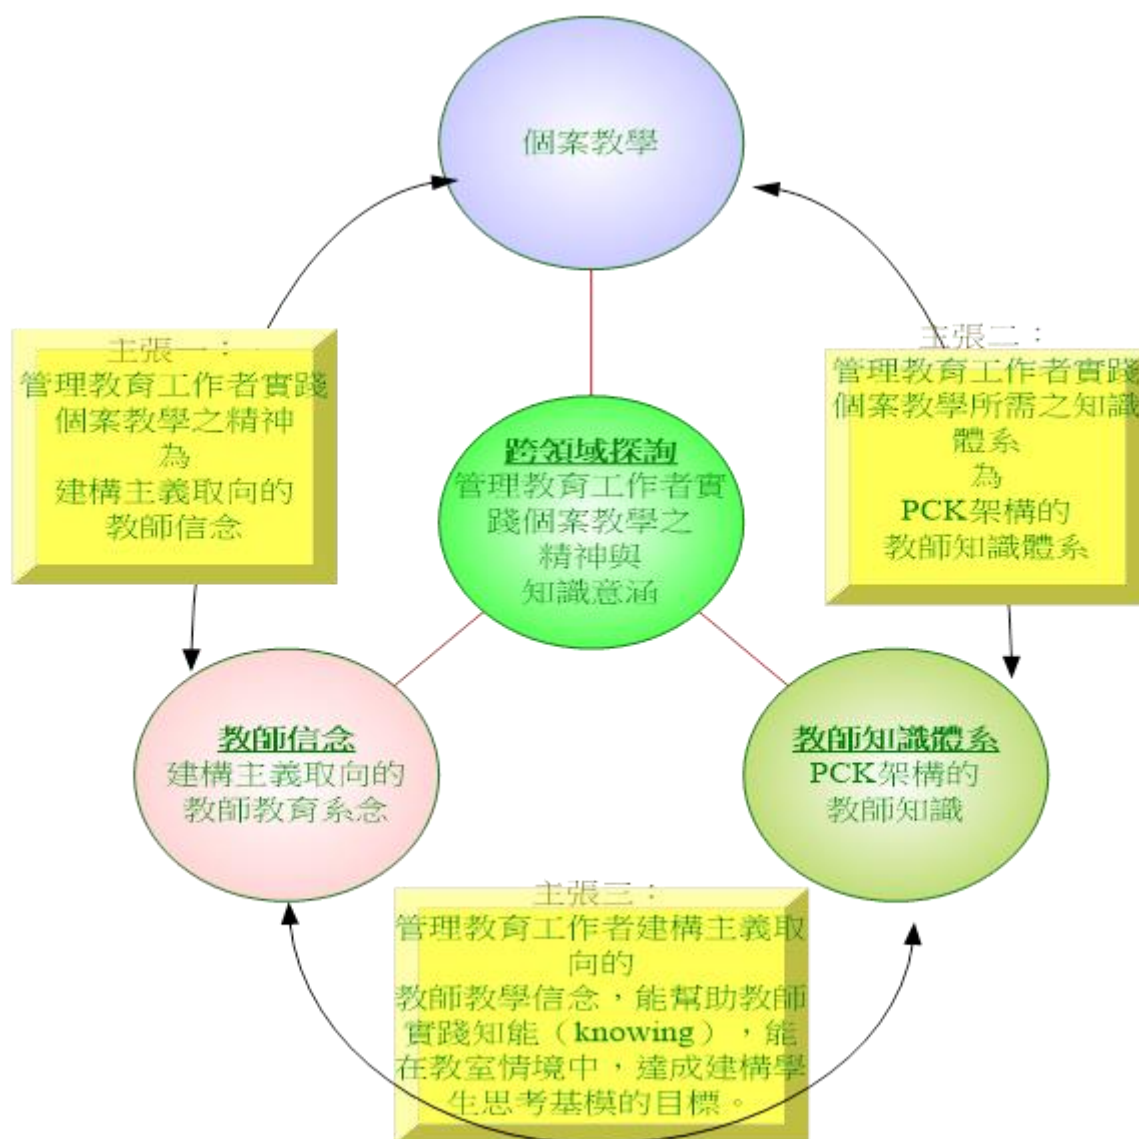 個案教學
主張一：
管理教育工作者實踐
個案教學之精神
為
建構主義取向的
教師信念
主張二：
管理教育工作者實踐
個案教學所需之知識
體系
為
PCK架構的
教師知識體系
跨領域探詢
管理教育工作者實
踐個案教學之
精神與
知識意涵
教師信念
建構主義取向的
教師教育系念
教師知識體系
PCK架構的
教師知識
主張三：
管理教育工作者建構主義取
向的
教師教學信念，能幫助教師
實踐知能（knowing），能
在教室情境中，達成建構學
生思考基模的目標。